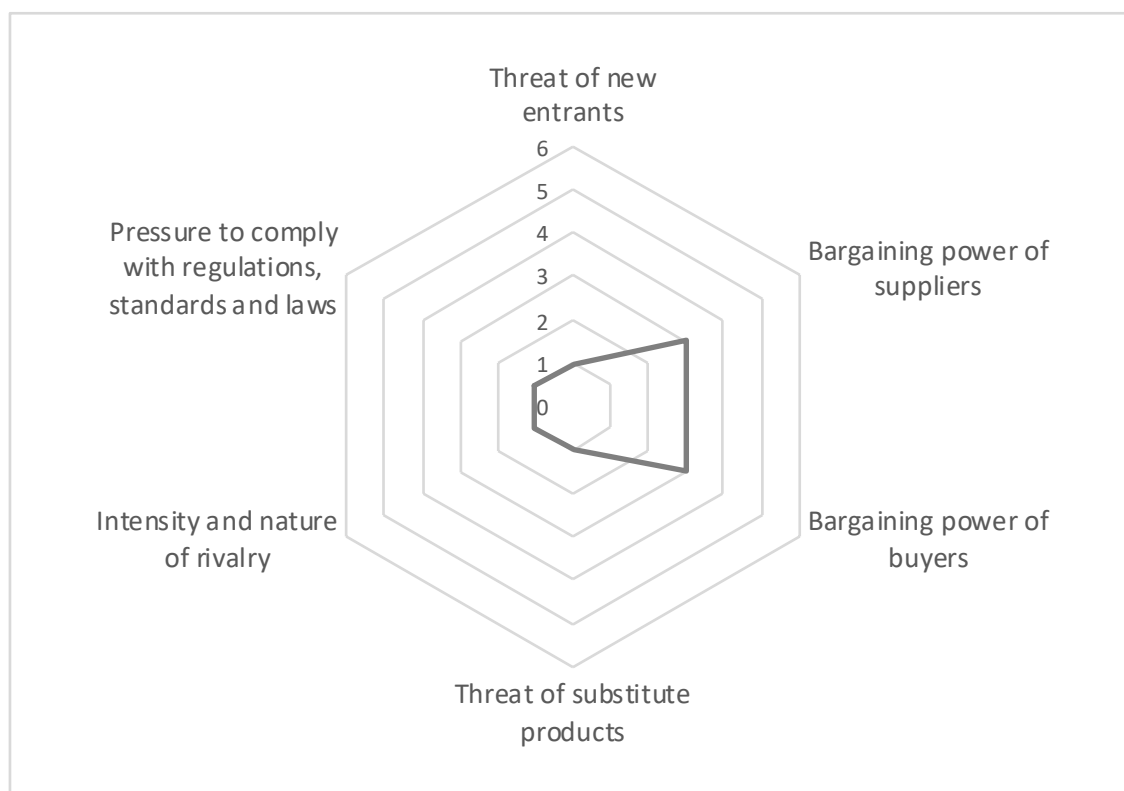 Threat of new
entrants
6
5
4
3
2
1
0
Pressure to comply
with regulations,
standards and laws
Bargaining power of
suppliers
Intensity and nature
of rivalry
Bargaining power of
buyers
Threat of substitute
products